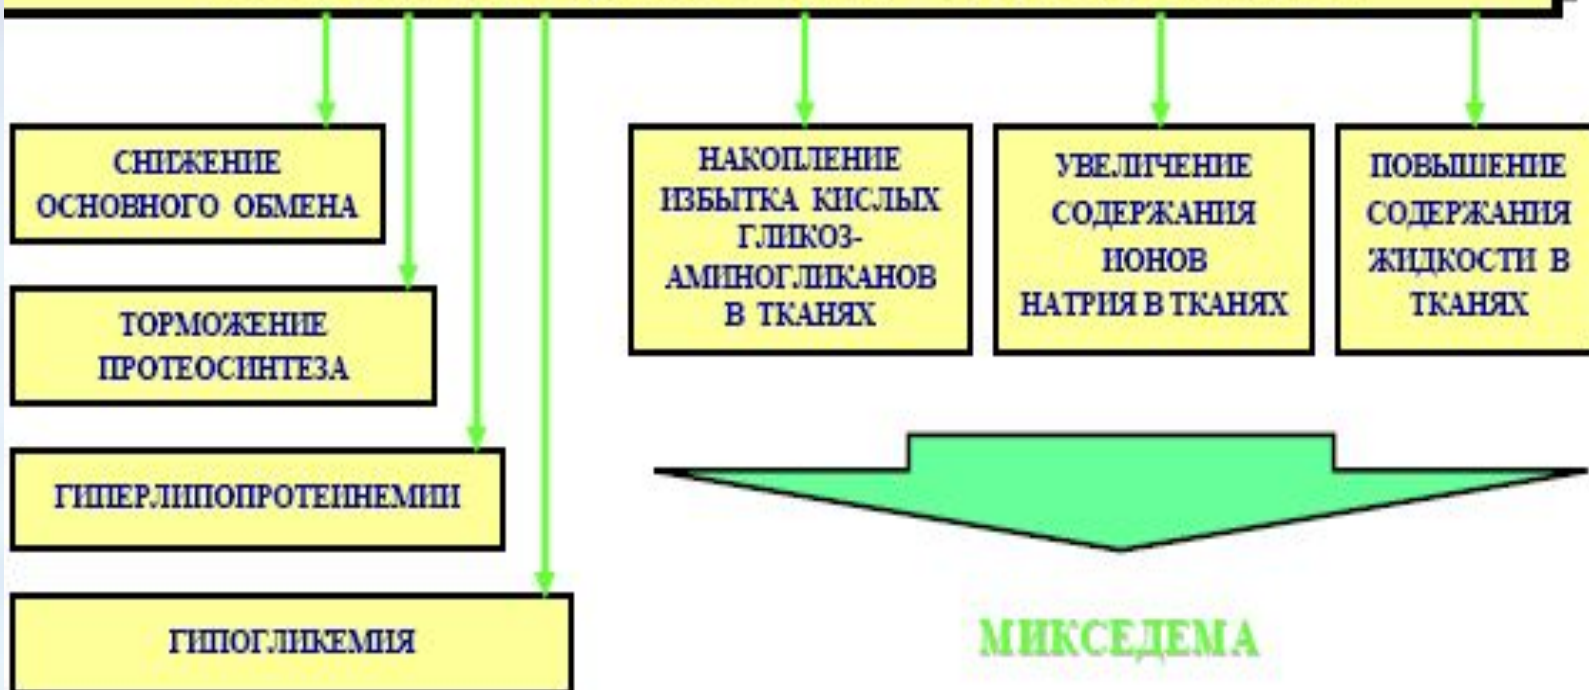 СНИЖЕНИЕ
ОСНОВНОГО ОБМЕНА
ТОРМОЖЕНИЕ
ПРОТЕОСИНТЕЗА
ГИПЕРЛИПОПРОТЕИНЕМИИ
ГИПОГЛИКЕМИЯ
НАКОПЛЕНИЕ
ИЗБЫТКА КИСЛЫХ
ГЛИКОЗ-
АМИНОГЛИКАНОВ
В ТКАНЯХ
УВЕЛИЧЕНИЕ
СОДЕРЖАНИЯ
ИОНОВ
НАТРИЯ В ТКАНЯХ
ПОВЫШЕНИЕ
СОДЕРЖАНИЯ
ЖИДКОСТИ В
ТКАНЯХ
МИКСЕДЕМА